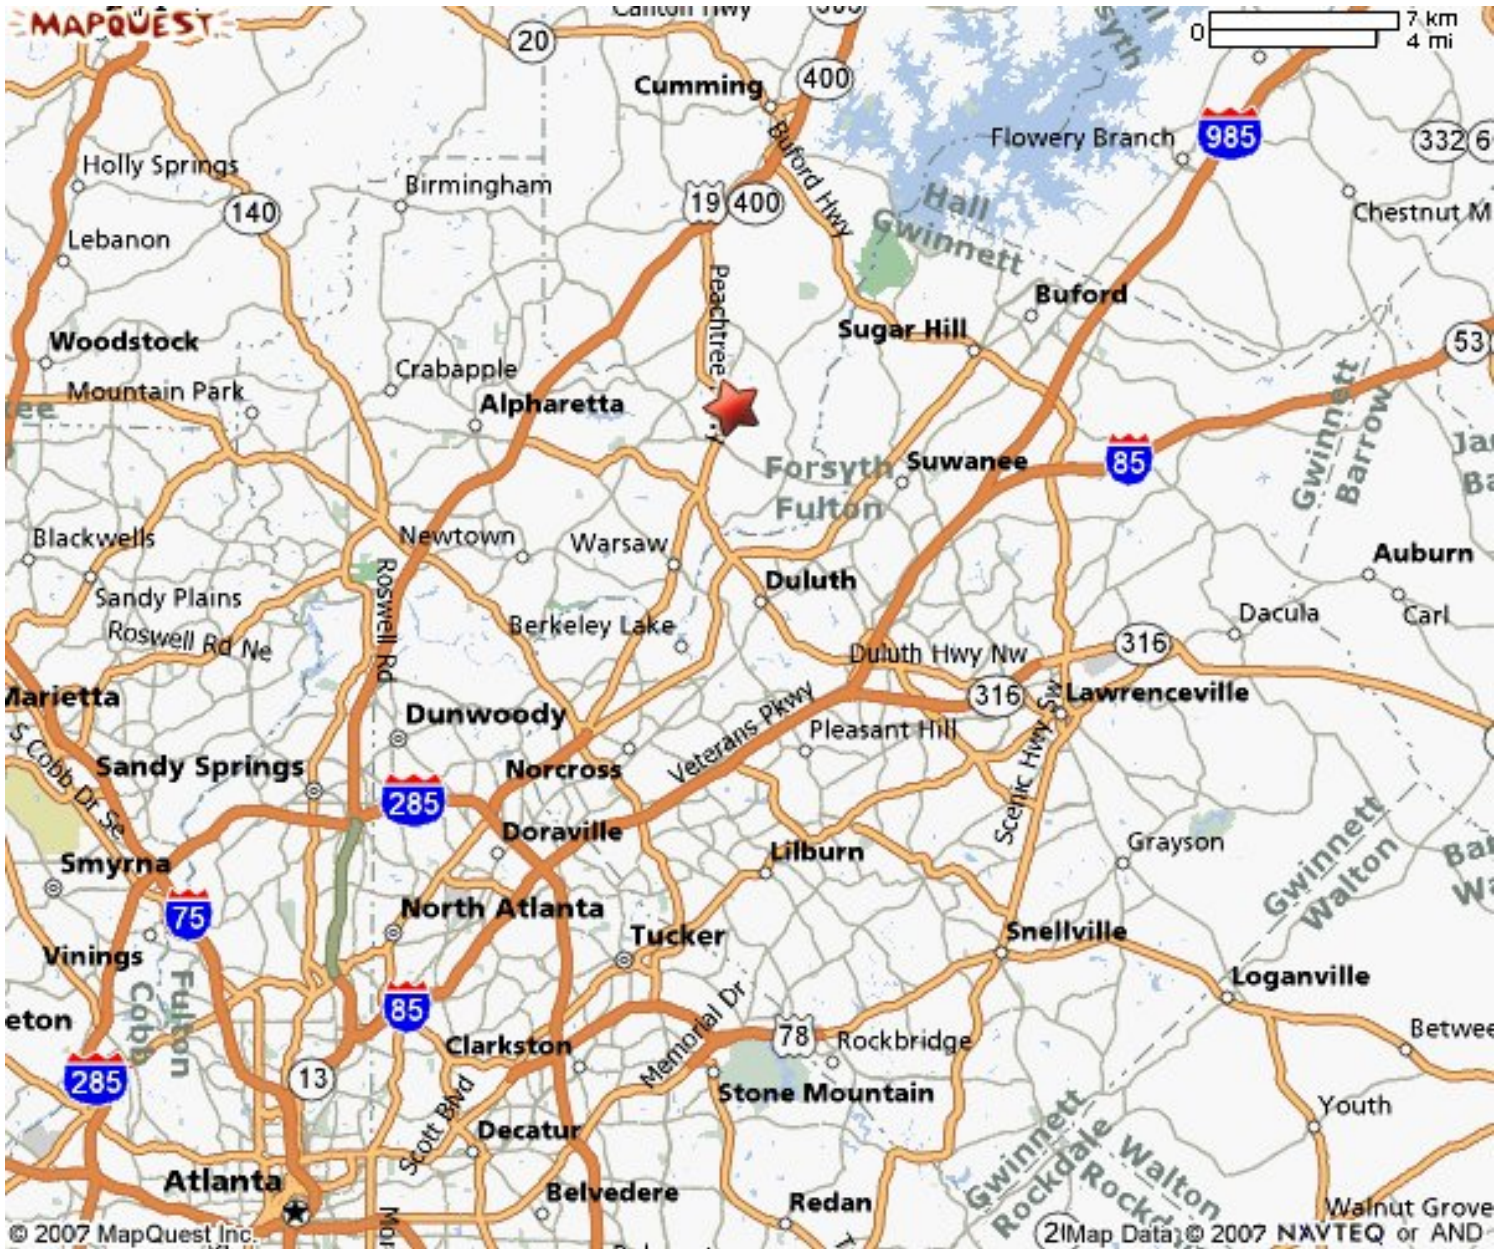 MAPQUEST.
Canton Hwy
0
7 km
4 mi
20
Cumming
400
985
Flowery Branch
332
Holly Springs
Birmingham
140
19
400
Buford Hwy
Hall
Gwinnett
Chestnut M
Lebanon
Peachtree
Buford
Woodstock
Sugar Hill
53
Crabapple
Mountain Park
Alpharetta
Gwinnett
Barrow
Forsyth
Fulton
Suwanee
85
Blackwells
Newtown
Warsaw
Auburn
Duluth
Sandy Plains
Carl
Dacula
Roswell Rd
Berkeley Lake
Roswell Rd Ne
Duluth Hwy Nw
316
Marietta
316
Lawrenceville
Dunwoody
Pleasant Hill
Veterans Pkwy
S Cobb Dr Se
Sandy Springs
Norcross
Scenic Hwy Sw
285
Doraville
Lilburn
Grayson
Smyrna
Gwinnett
Walton
75
North Atlanta
Tucker
Snellville
Vinings
Loganville
Cobb
Fulton
85
eton
Memorial Dr
78
Rockbridge
Betwee
Clarkston
285
13
Stone Mountain
Youth
Scott Blvd
Decatur
Gwinnett
Rockdale
Walton
Rockd
Atlanta
Belvedere
Redan
Walnut Grove
© 2007 MapQuest Inc.
Map Data © 2007 NAVTEQ or AND